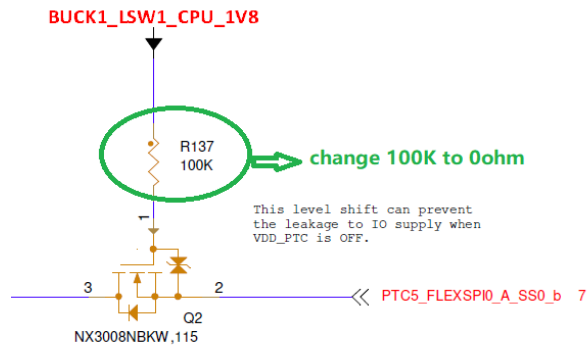 BUCK1_LSW1_CPU_1V8
R137
100K
change 100K to 0ohm
This level shift can prevent
the leakage to IO supply when
VDD_PTC is OFF.
1
3
2
PTC5_FLEXSPI0_A_SS0_b 7
Q2
NX3008NBKW,115